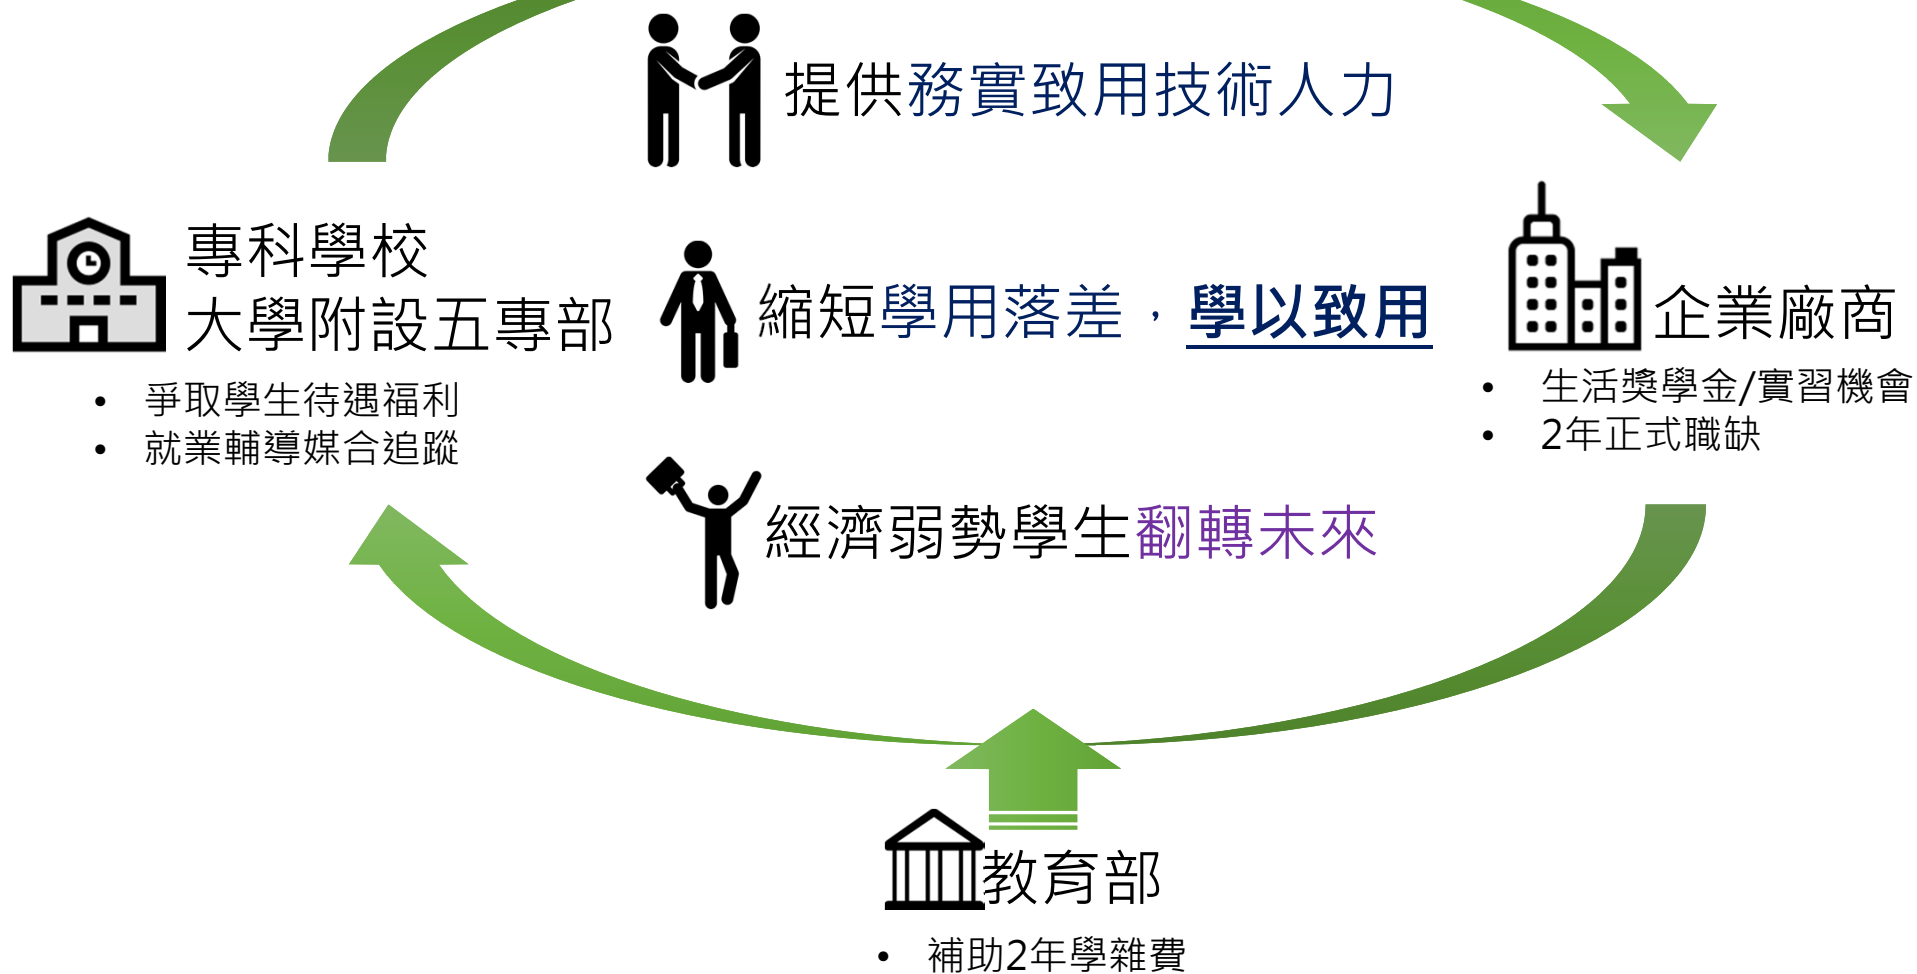 提供務實致用技術人力
專科學校
大學附設五專部
• 爭取學生待遇福利
• 就業輔導媒合追蹤
縮短學用落差，學以致用
企業廠商
• 生活獎學金/實習機會
• 2年正式職缺
經濟弱勢學生翻轉未來
教育部
• 補助2年學雜費